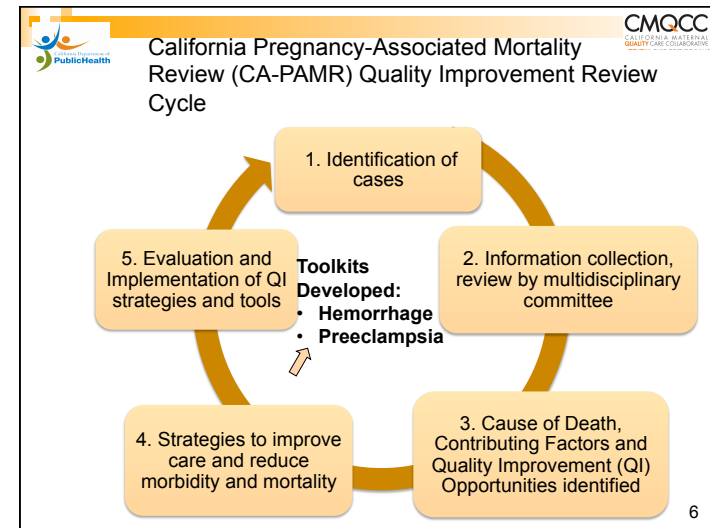 California Department of
PublicHealth
CMQCC
CALIFORNIA MATERNAL
QUALITY CARE COLLABORATIVE
California Pregnancy-Associated Mortality
Review (CA-PAMR) Quality Improvement Review
Cycle
1. Identification of
cases
2. Information collection,
review by multidisciplinary
committee
3. Cause of Death,
Contributing Factors and
Quality Improvement (QI)
Opportunities identified
4. Strategies to improve
care and reduce
morbidity and mortality
5. Evaluation and
Implementation of QI
strategies and tools
Toolkits
Developed:
• Hemorrhage
• Preeclampsia
6